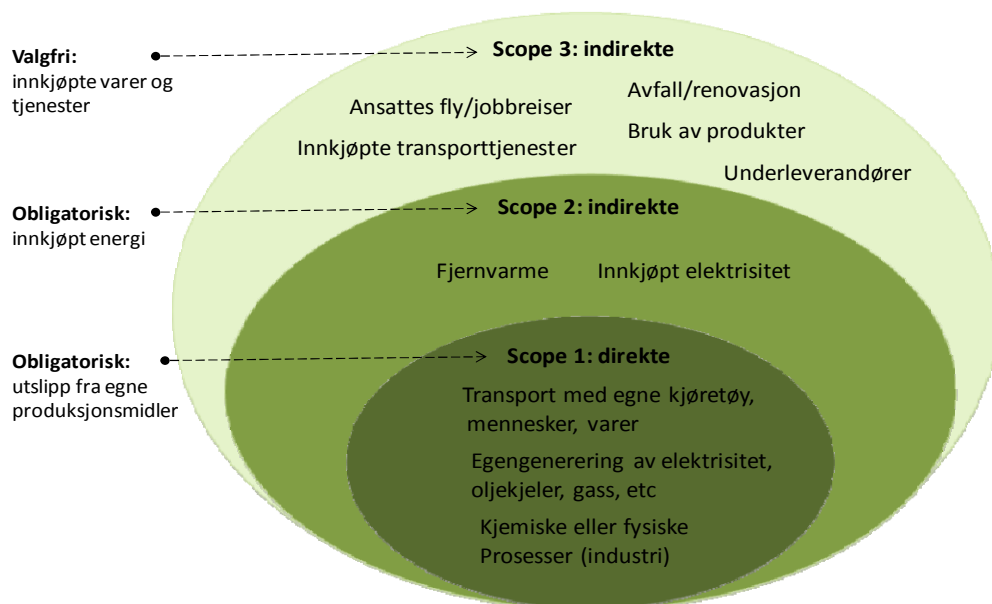 Valgfri:
innkjøpte varer og
tjenester
Scope 3: indirekte
Ansattes fly/jobbreiser
Avfall/renovasjon
Innkjøpte transporttjenester
Bruk av produkter
Underleverandører
Obligatorisk:
innkjøpt energi
Scope 2: indirekte
Fjernvarme
Innkjøpt elektrisitet
Obligatorisk:
utslipp fra egne
produksjonsmidler
Scope 1: direkte
Transport med egne kjøretøy,
mennesker, varer
Egengenerering av elektrisitet,
oljekjeler, gass, etc
Kjemiske eller fysiske
Prosesser (industri)